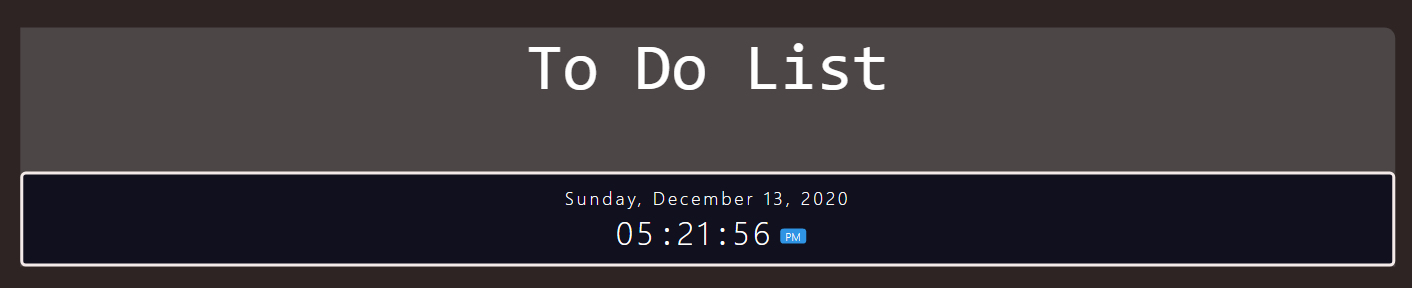 To Do List
Sunday, December 13, 2020
05:21:56 PM